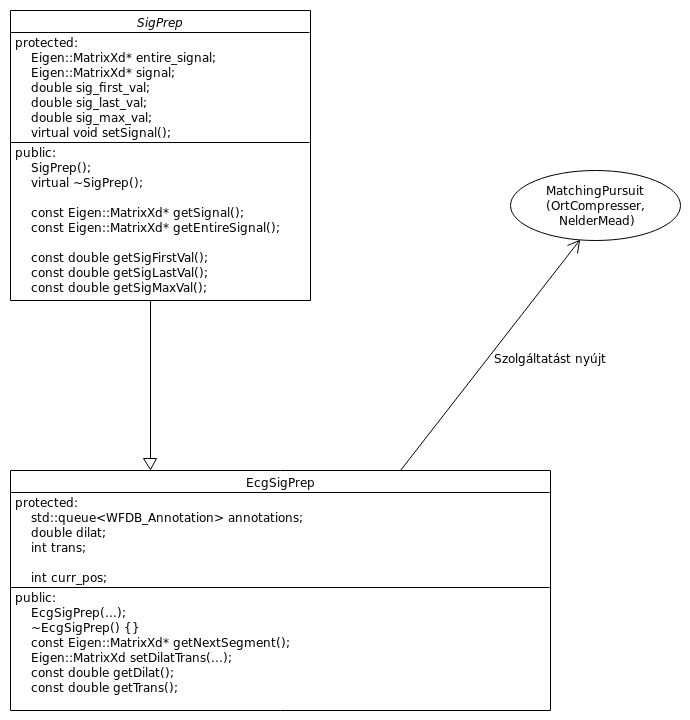 SigPrep
protected:
Eigen::MatrixXd* entire_signal;
Eigen::MatrixXd* signal;
double sig_first_val;
double sig_last_val;
double sig_max_val;
virtual void setSignal();
public:
SigPrep();
virtual ~SigPrep();
const Eigen::MatrixXd* getSignal();
const Eigen::MatrixXd* getEntireSignal();
const double getSigFirstVal();
const double getSigLastVal();
const double getSigMaxVal();
MatchingPursuit
(OrtCompresser,
NelderMead)
Szolgáltatást nyújt
EcgSigPrep
protected:
std::queue<WFDB_Annotation> annotations;
double dilat;
int trans;
int curr_pos;
public:
EcgSigPrep(...);
~EcgSigPrep() {}
const Eigen::MatrixXd* getNextSegment();
Eigen::MatrixXd setDilatTrans(...);
const double getDilat();
const double getTrans();